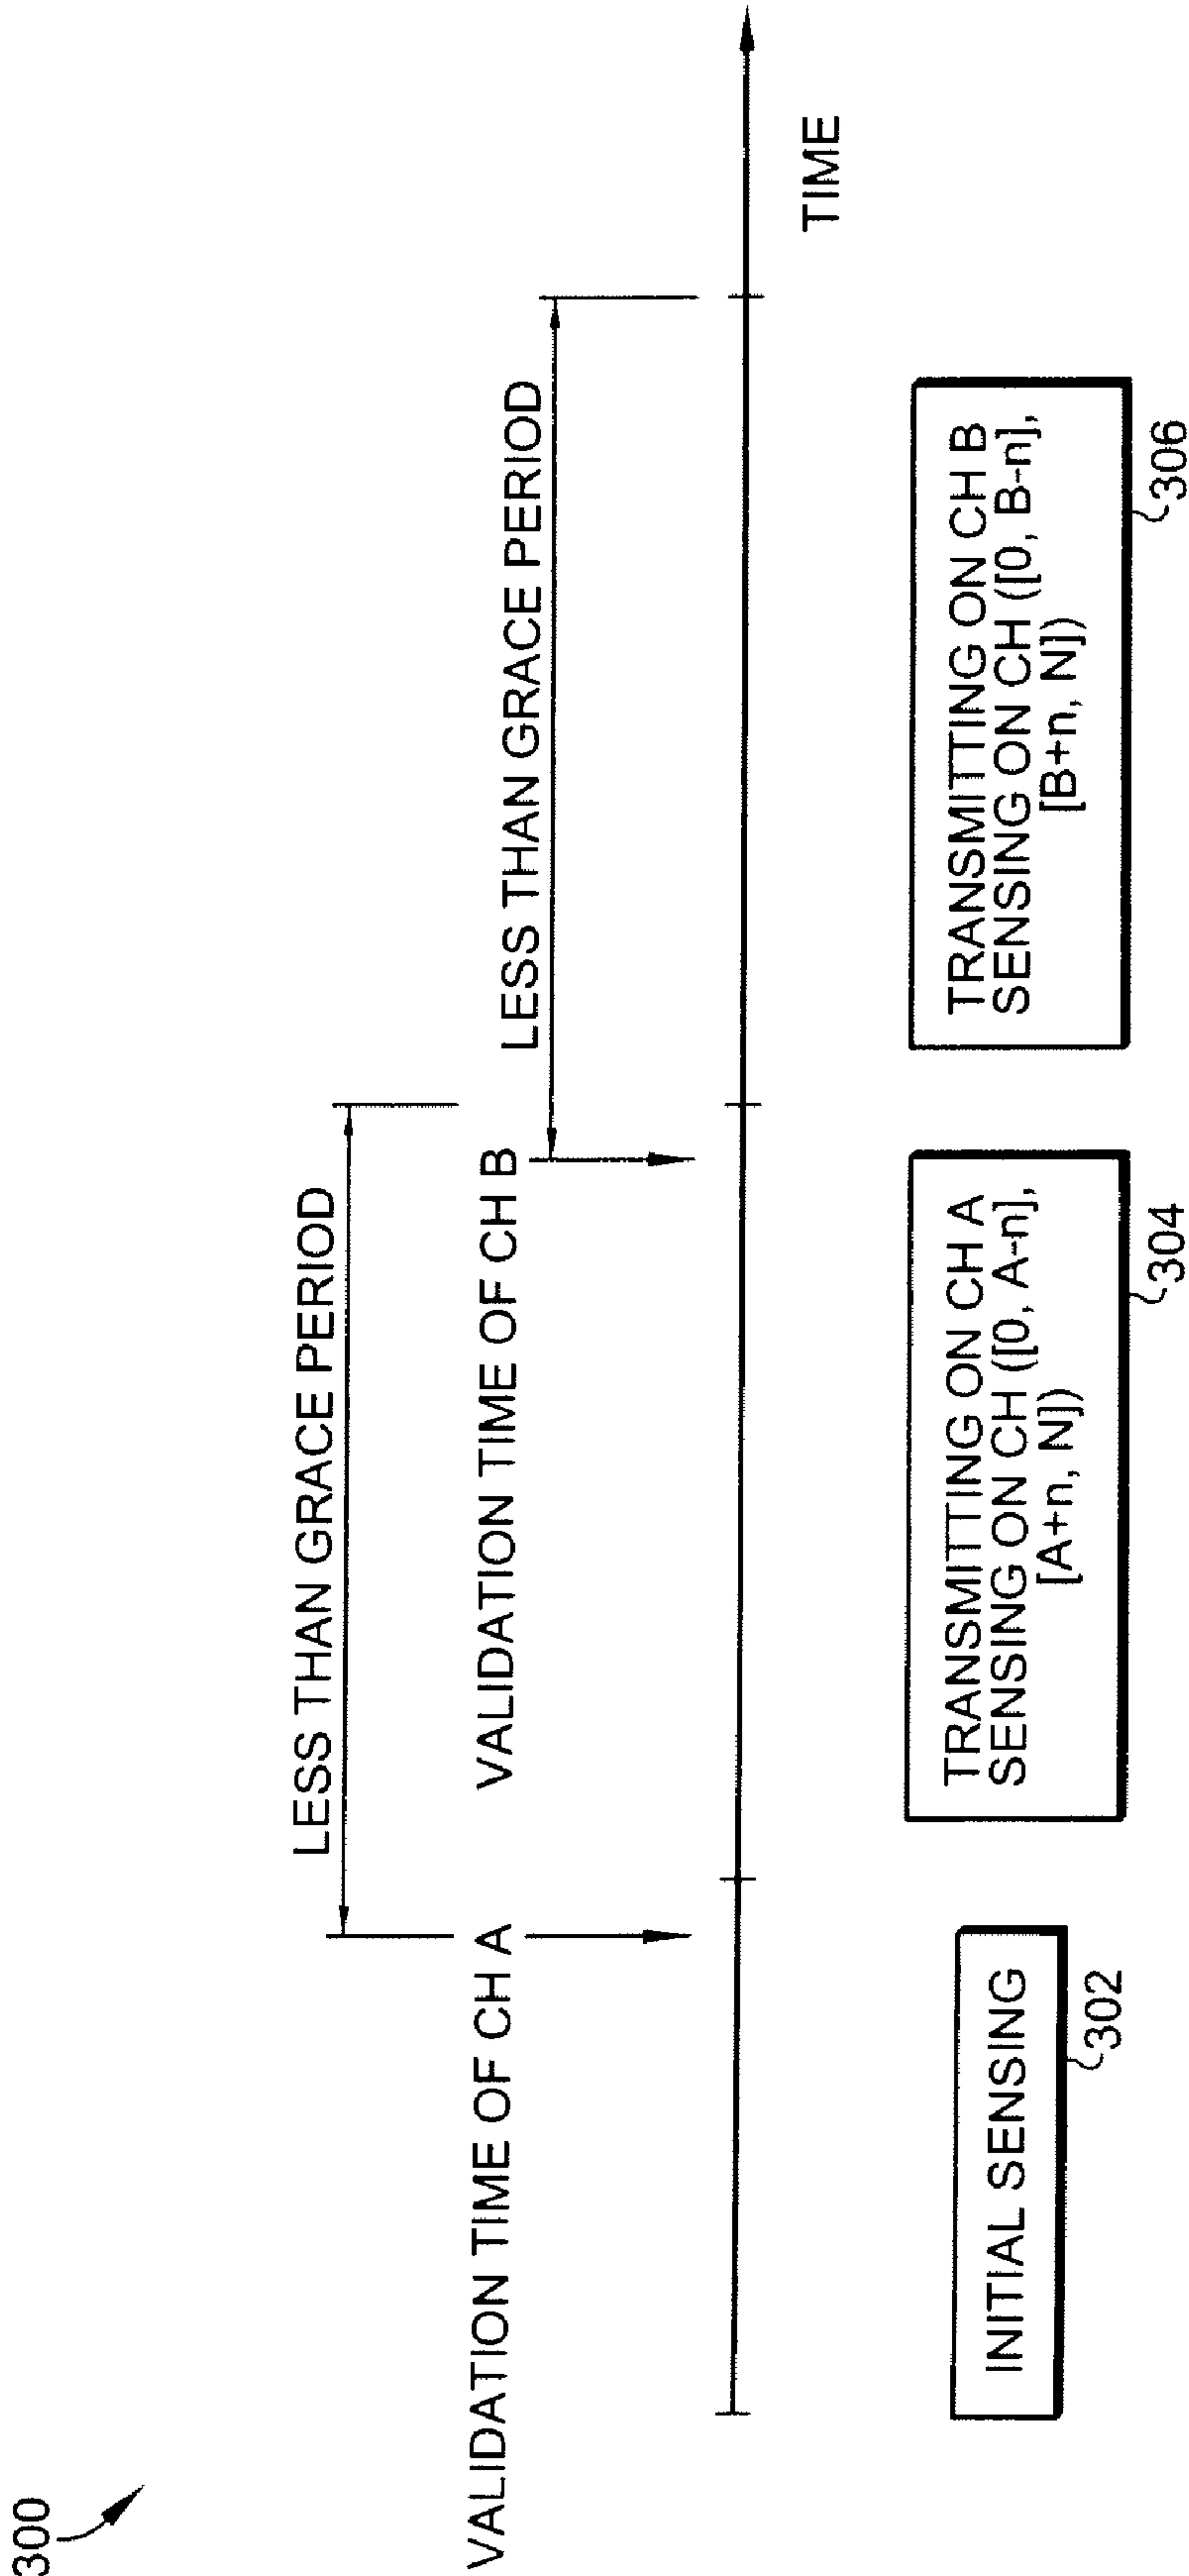 300
LESS THAN GRACE PERIOD
VALIDATION TIME OF CH A
VALIDATION TIME OF CH B
LESS THAN GRACE PERIOD
TIME
INITIAL SENSING
302
TRANSMITTING ON CH A
SENSING ON CH ([0, A-n],
[A+n, N])
304
TRANSMITTING ON CH B
SENSING ON CH ([0, B-n],
[B+n, N])
306